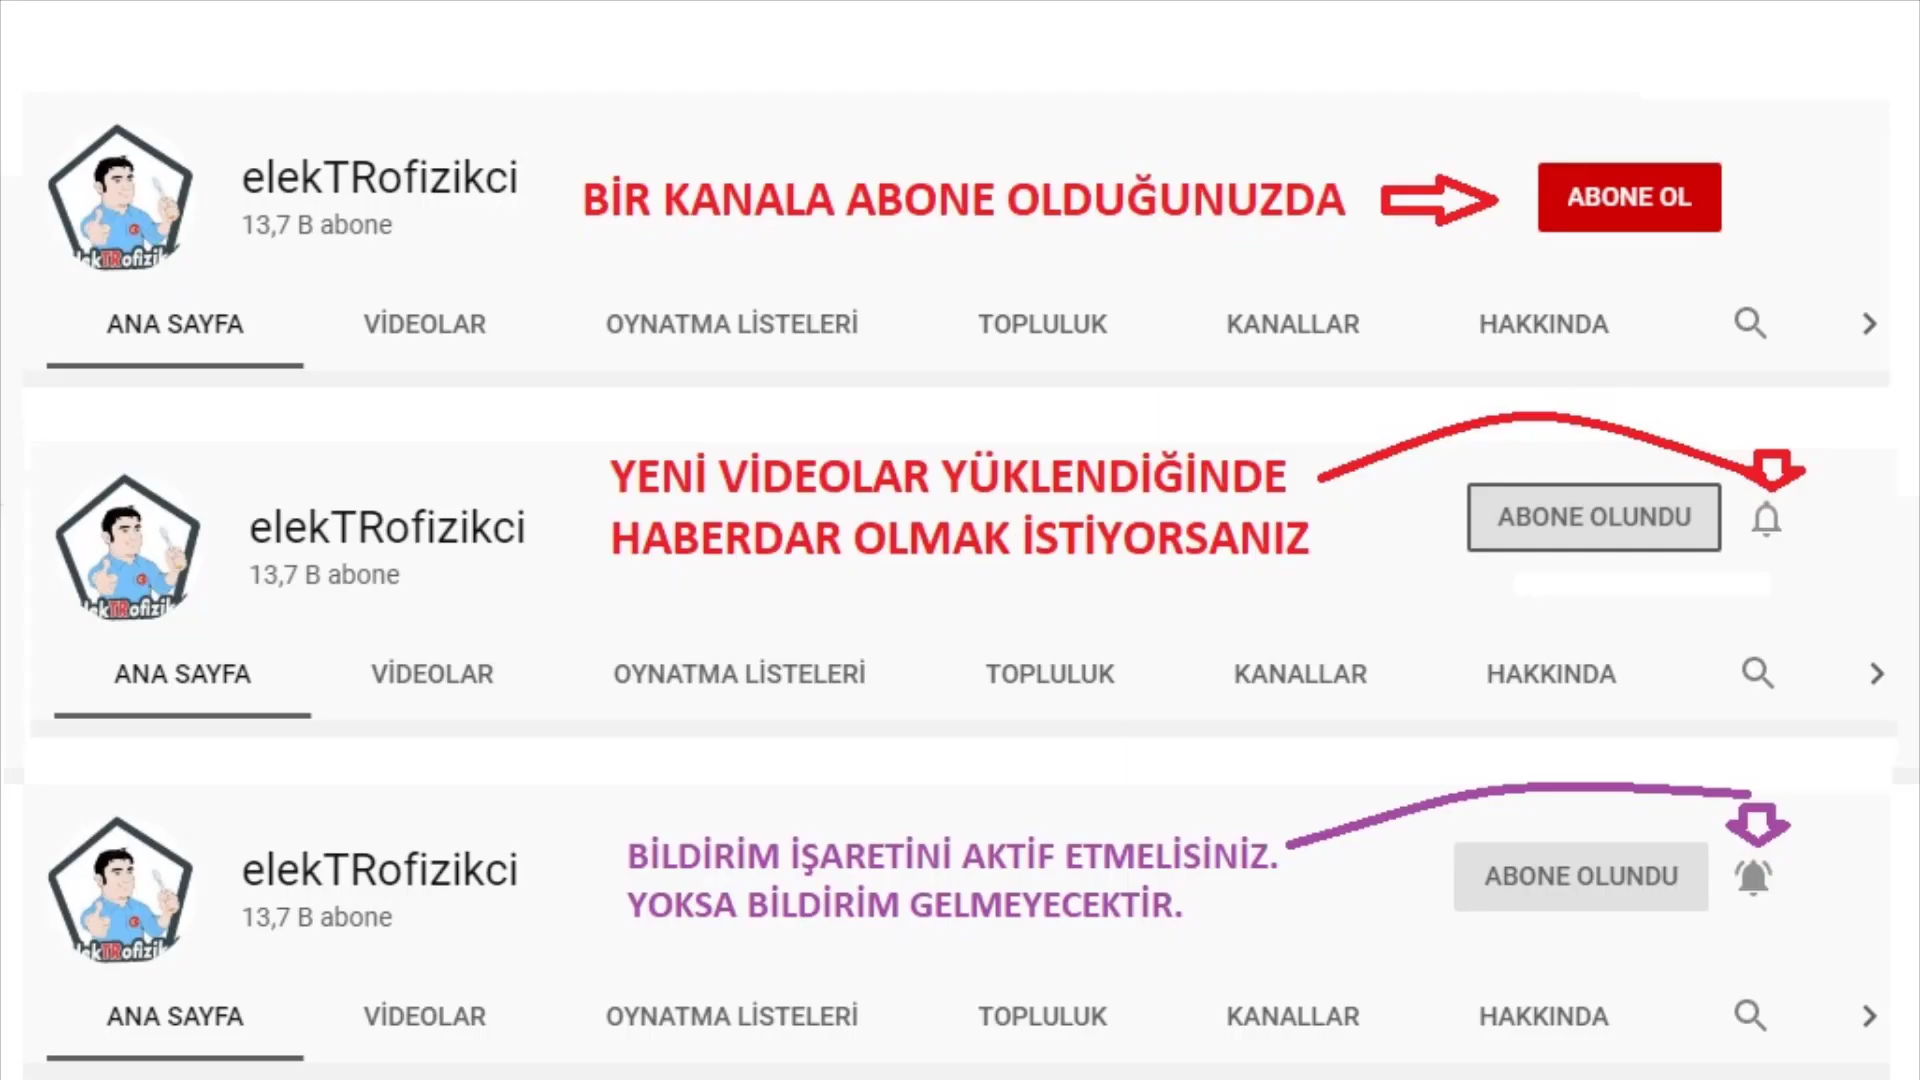 elekTRofizikci
13,7 B abone
BİR KANALA ABONE OLDUĞUNUZDA
ABONE OL
ekTRofizik
ANA SAYFA VİDEOLAR OYNATMA LİSTELERİ TOPLULUK KANALLAR HAKKINDA
elekTRofizikci
13,7 B abone
YENİ VİDEOLAR YÜKLENDİĞİNDE
HABERDAR OLMAK İSTİYORSANIZ
ABONE OLUNDU
ekTRofizik
ANA SAYFA VİDEOLAR OYNATMA LİSTELERİ TOPLULUK KANALLAR HAKKINDA
elekTRofizikci
13,7 B abone
BİLDİRİM İŞARETİNİ AKTİF ETMELİSİNİZ.
YOKSA BİLDİRİM GELMEYECEKTİR.
ABONE OLUNDU
ekTRofizik
ANA SAYFA VİDEOLAR OYNATMA LİSTELERİ TOPLULUK KANALLAR HAKKINDA